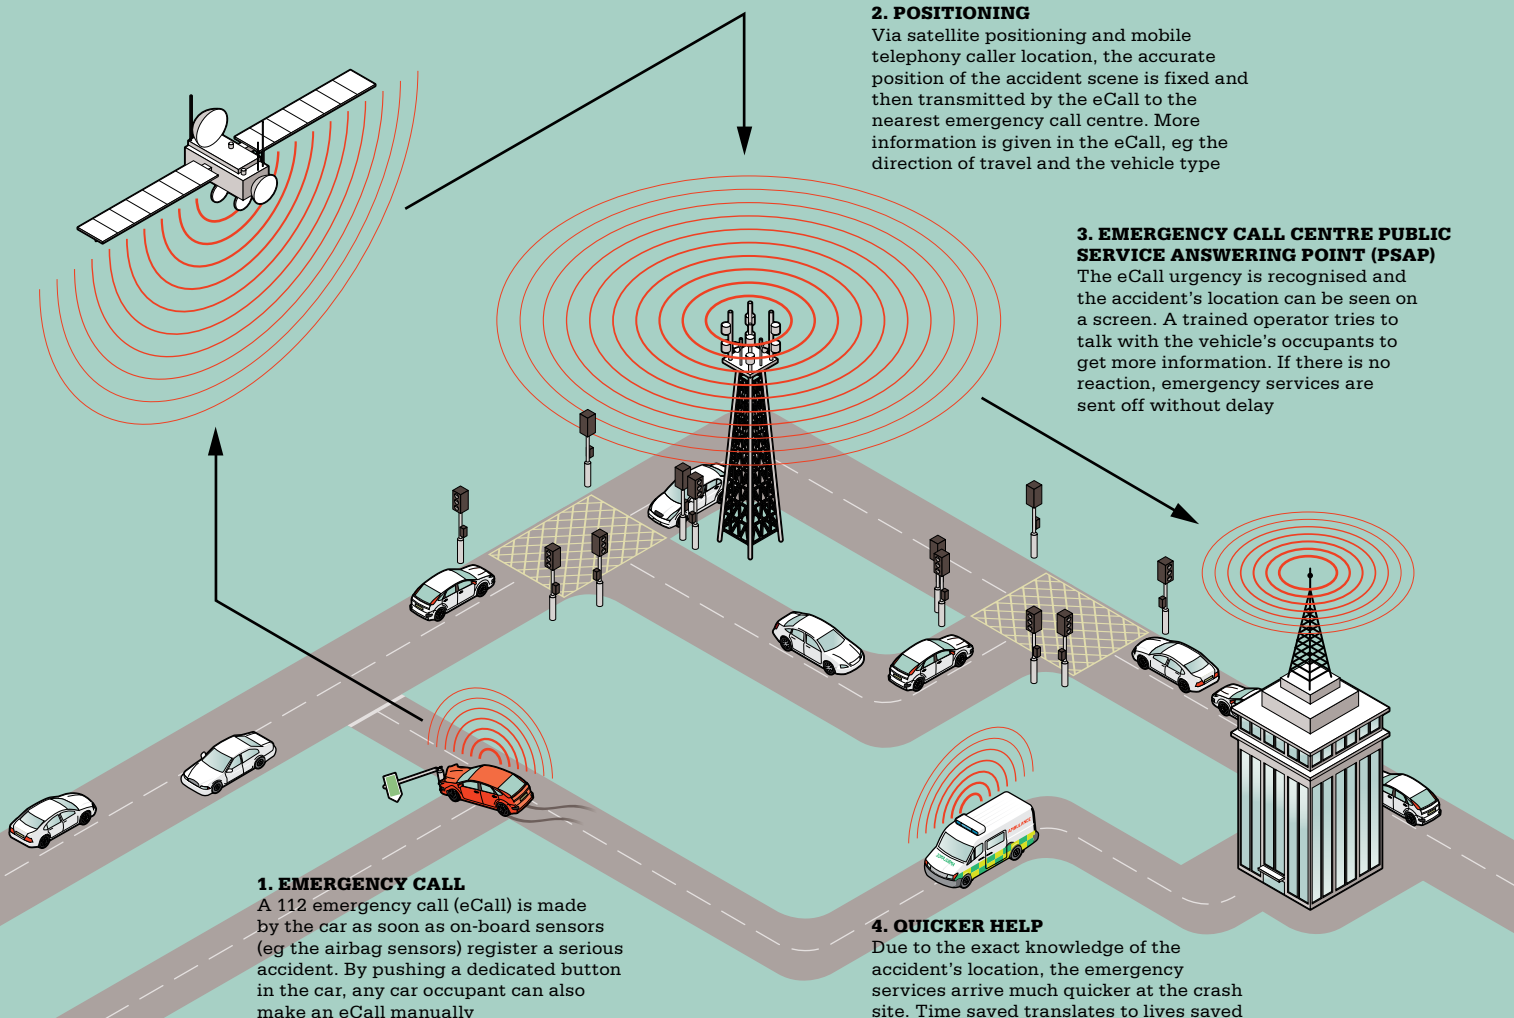 2. POSITIONING
Via satellite positioning and mobile
telephony caller location, the accurate
position of the accident scene is fixed and
then transmitted by the eCall to the
nearest emergency call centre. More
information is given in the eCall, eg the
direction of travel and the vehicle type
3. EMERGENCY CALL CENTRE PUBLIC
SERVICE ANSWERING POINT (PSAP)
The eCall urgency is recognised and
the accident's location can be seen on
a screen. A trained operator tries to
talk with the vehicle's occupants to
get more information. If there is no
reaction, emergency services are
sent off without delay
AMBULANCE
1. EMERGENCY CALL
A 112 emergency call (eCall) is made
by the car as soon as on-board sensors
(eg the airbag sensors) register a serious
accident. By pushing a dedicated button
in the car, any car occupant can also
make an eCall manually
4. QUICKER HELP
Due to the exact knowledge of the
accident's location, the emergency
services arrive much quicker at the crash
site. Time saved translates to lives saved